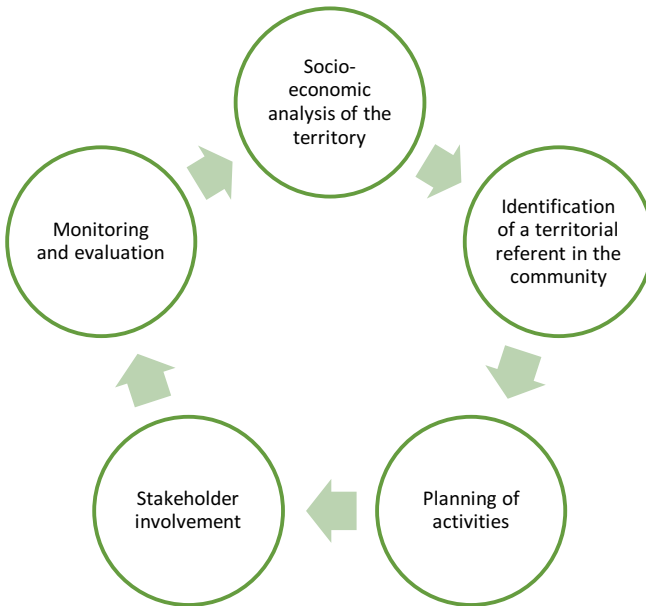 Socio-
economic
analysis of the
territory
Identification
of a territorial
referent in the
community
Planning of
activities
Stakeholder
involvement
Monitoring
and evaluation